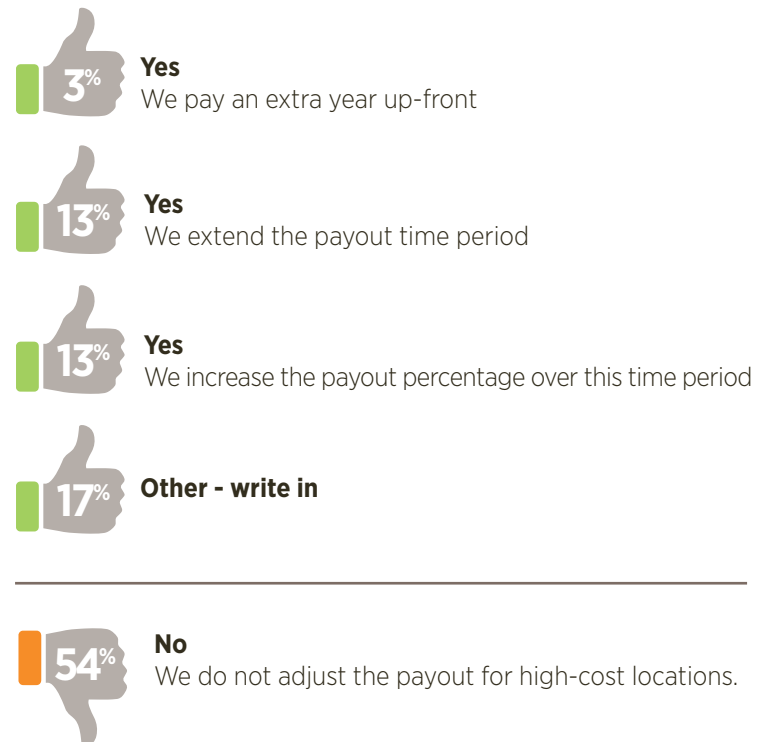 3%
Yes
We pay an extra year up-front
13%
Yes
We extend the payout time period
13%
Yes
We increase the payout percentage over this time period
17%
Other - write in
54%
No
We do not adjust the payout for high-cost locations.